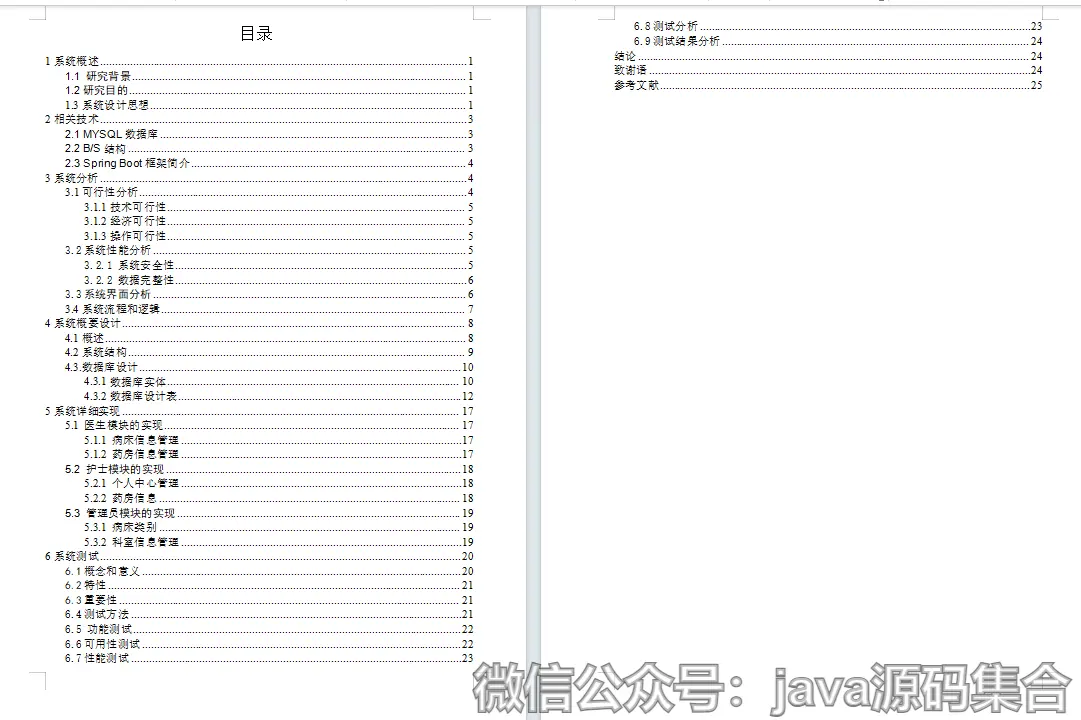 目录
1 系统概述 1
1.1 研究背景 1
1.2 研究目的 1
1.3 系统设计思想 1
2 相关技术 3
2.1 MYSQL 数据库 3
2.2 B/S 结构 3
2.3 Spring Boot 框架简介 4
3 系统分析 4
3.1 可行性分析 4
3.1.1 技术可行性 5
3.1.2 经济可行性 5
3.1.3 操作可行性 5
3.2 系统性能分析 5
3.2.1 系统安全性 5
3.2.2 数据完整性 6
3.3 系统界面分析 6
3.4 系统流程和逻辑 7
4 系统概要设计 8
4.1 概述 8
4.2 系统结构 9
4.3.数据库设计 10
4.3.1 数据库实体 10
4.3.2 数据库设计表 12
5 系统详细实现 17
5.1 医生模块的实现 17
5.1.1 病床信息管理 17
5.1.2 药房信息管理 17
5.2 护士模块的实现 18
5.2.1 个人中心管理 18
5.2.2 药房信息 18
5.3 管理员模块的实现 19
5.3.1 病床类别 19
5.3.2 科室信息管理 19
6 系统测试 20
6.1 概念和意义 20
6.2 特性 21
6.3 重要性 21
6.4 测试方法 21
6.5 功能测试 22
6.6 可用性测试 22
6.7 性能测试 23
6.8 测试分析 23
6.9 测试结果分析 24
结论 24
致谢语 24
参考文献 25
微信公众号：java源码集合